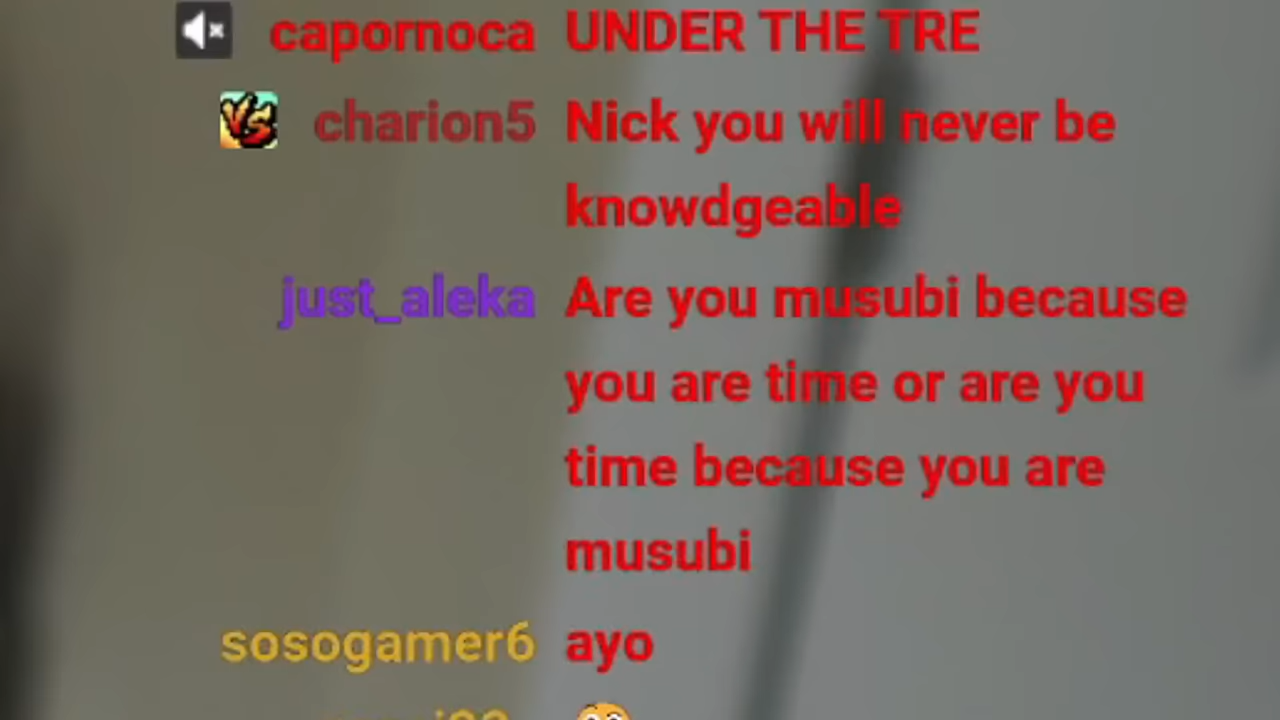 capornoca UNDER THE TRE
VS charion5 Nick you will never be
knowdgeable
just_aleka Are you musubi because
you are time or are you
time because you are
musubi
sosogamer6 ayo